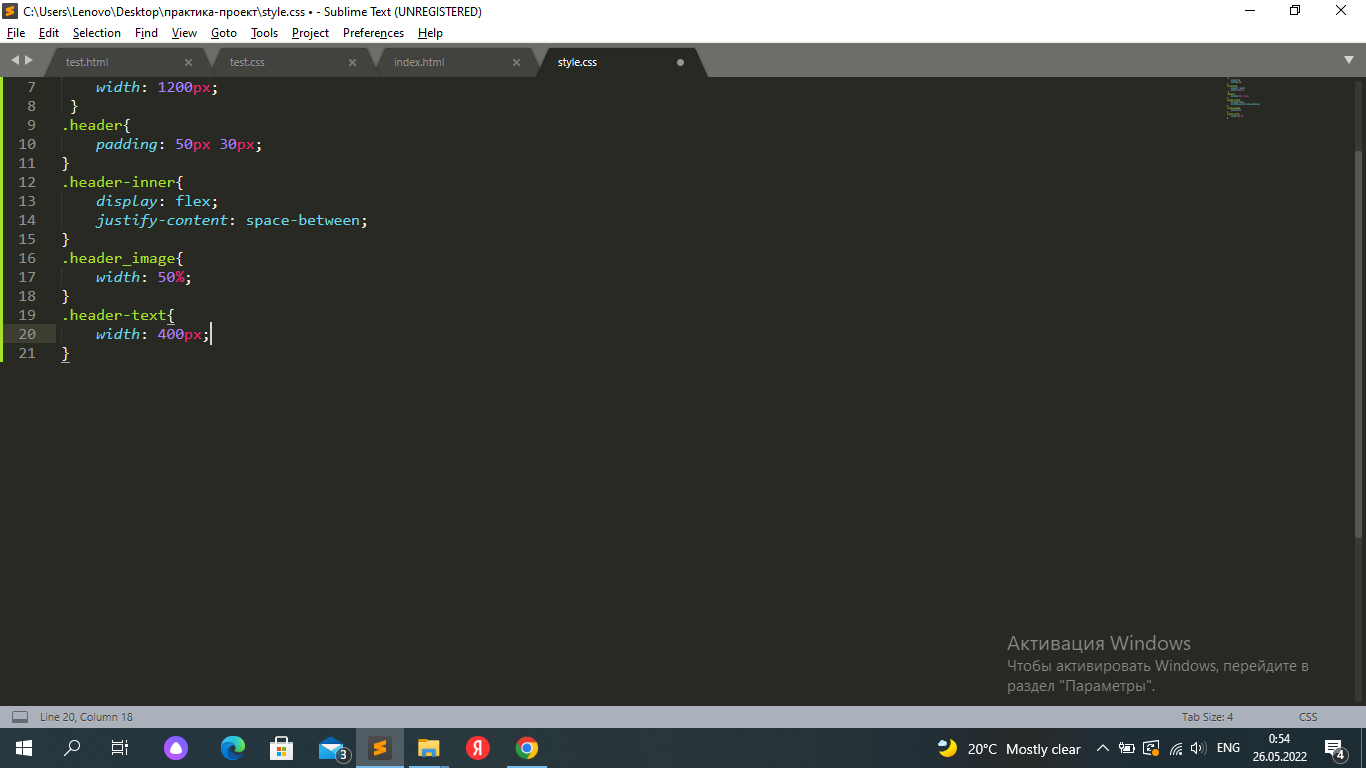 C:\Users\Lenovo\Desktop\практика-проект\style.css • - Sublime Text (UNREGISTERED)
File Edit Selection Find View Goto Tools Project Preferences Help
test.html test.css index.html style.css
7 width: 1200px;
8 }
9 .header{
10 padding: 50px 30px;
11 }
12 .header-inner{
13 display: flex;
14 justify-content: space-between;
15 }
16 .header_image{
17 width: 50%;
18 }
19 .header-text{
20 width: 400px;
21 }
Активация Windows
Чтобы активировать Windows, перейдите в
раздел "Параметры".
Line 20, Column 18 Tab Size: 4 CSS
3 Я 20°C Mostly clear ENG 0:54
26.05.2022 4